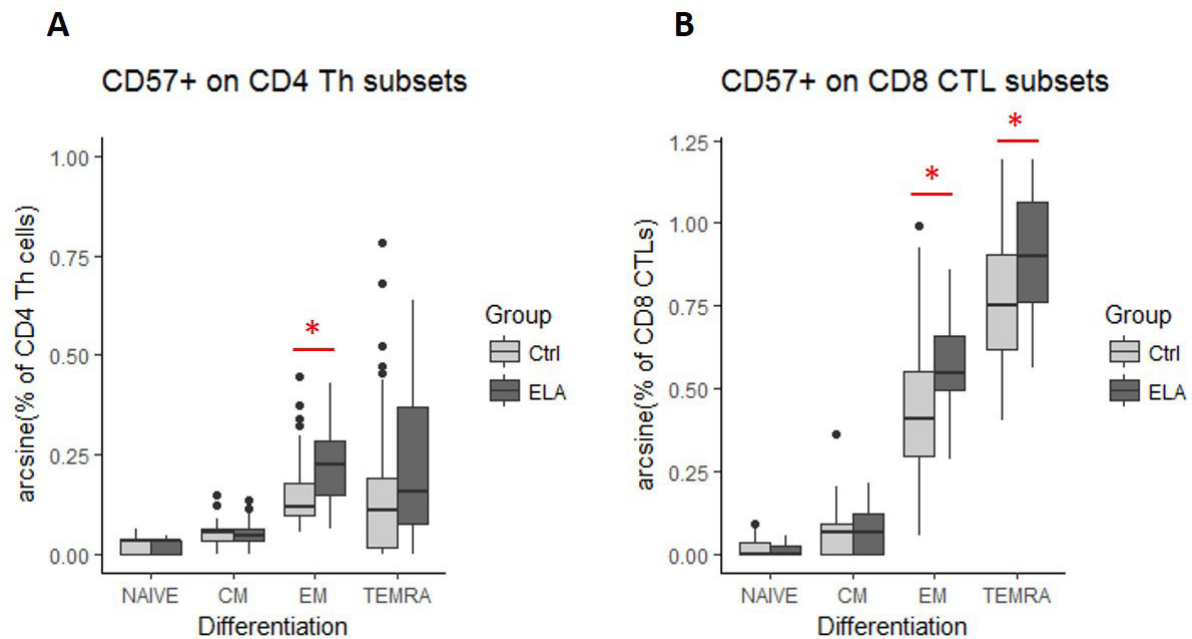 A
CD57+ on CD4 Th subsets
arcsine(% of CD4 Th cells)
1.00
0.75
0.50
0.25
0.00
*
NAIVE
CM
EM
TEMRA
Differentiation
Group
Ctrl
ELA
B
CD57+ on CD8 CTL subsets
arcsine(% of CD8 CTLs)
1.25
1.00
0.75
0.50
0.25
0.00
*
*
NAIVE
CM
EM
TEMRA
Differentiation
Group
Ctrl
ELA